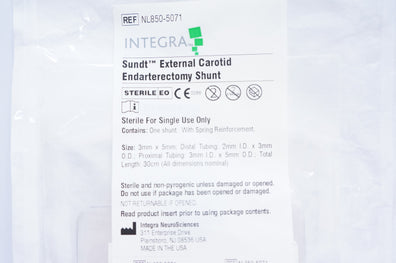 REF NL850-5071
INTEGRA
Sundt™ External Carotid
Endarterectomy Shunt
STERILE EO CE
Sterile For Single Use Only
Contains: One shunt. With Spring Reinforcement.
Size: 3mm x 5mm: Distal Tubing: 2mm I.D. x 3mm
O.D.; Proximal Tubing: 3mm I.D. x 5mm O.D.; Total
Length: 30cm (All dimensions nominal)
Sterile and non-pyrogenic unless damaged or opened.
Do not use if package has been opened or damaged.
NOT RETURNABLE IF OPENED.
Read product insert prior to using package contents.
Integra NeuroSciences
311 Enterprise Drive
Plainsboro, NJ 08536 USA
MADE IN THE USA